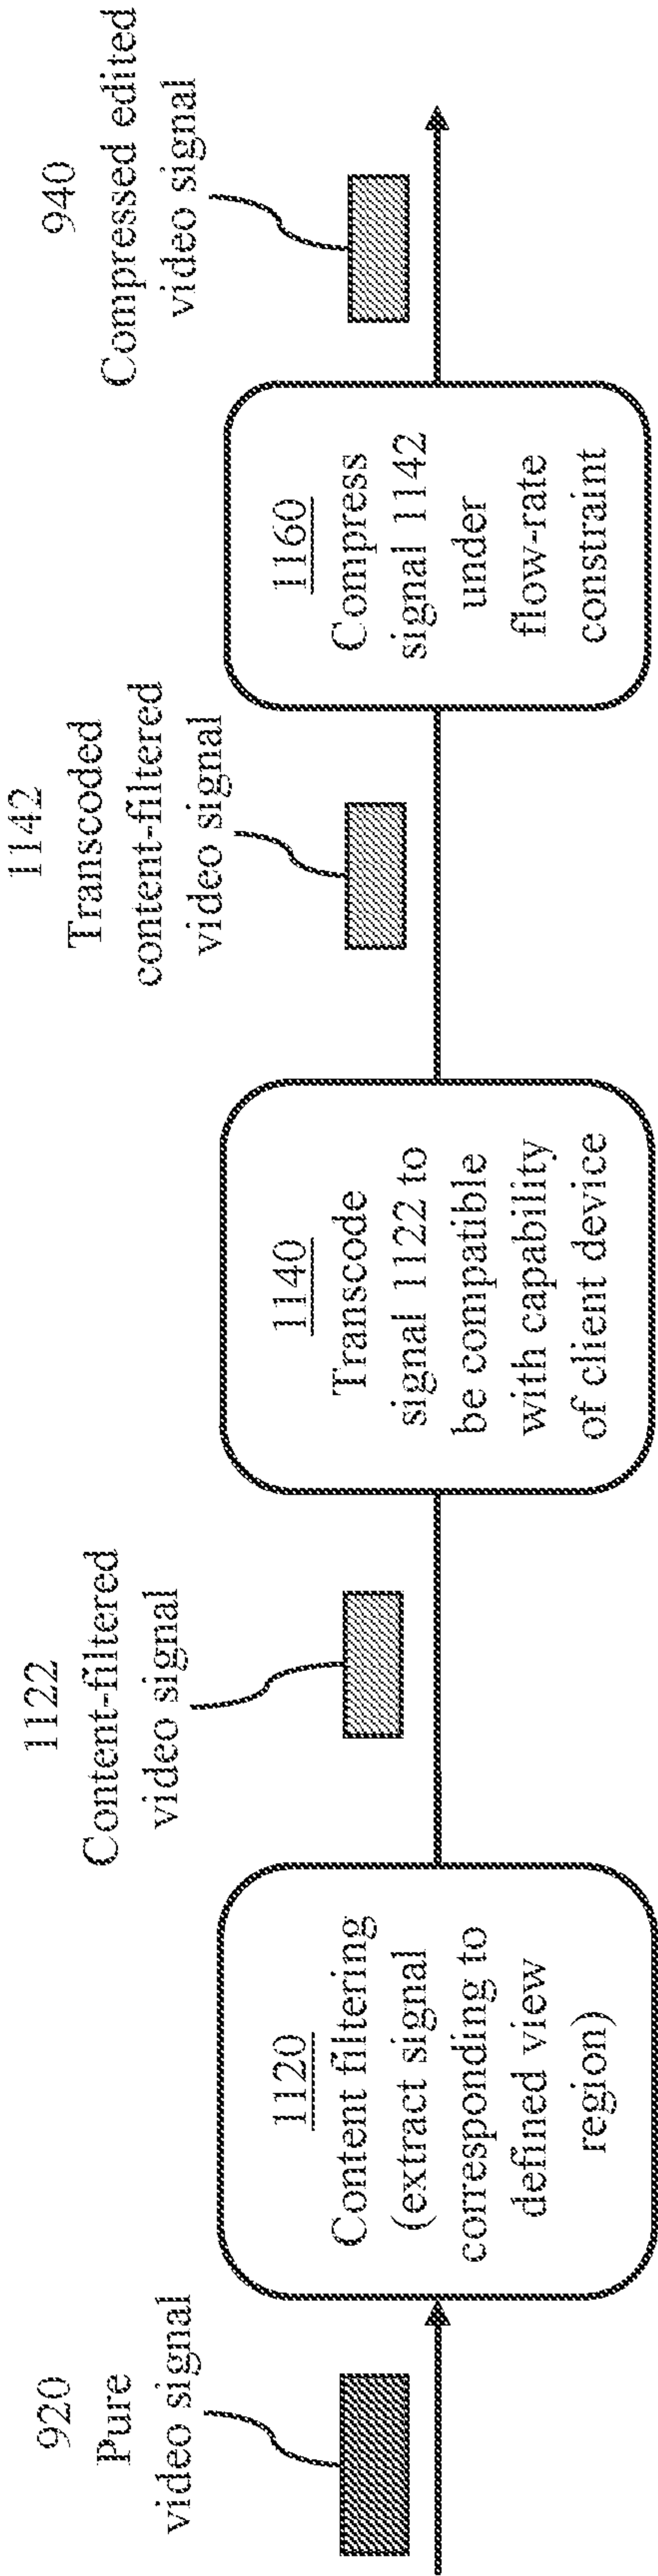 920
Pure
video signal
1120
Content filtering
(extract signal
corresponding to
defined view
region)
1122
Content-filtered
video signal
1140
Transcode
signal 1122 to
be compatible
with capability
of client device
1142
Transcoded
content-filtered
video signal
1160
Compress
signal 1142
under
flow-rate
constraint
940
Compressed edited
video signal